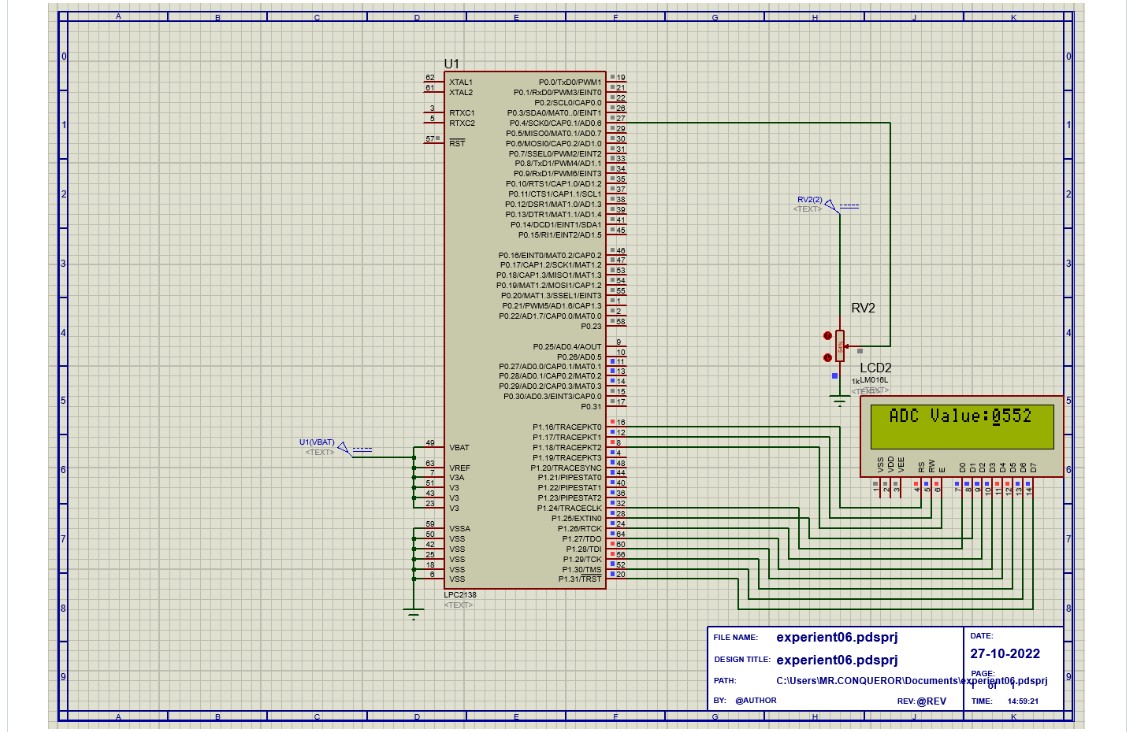 A B C D E F G H J K
0 0
1 1
2 2
3 3
4 4
5 5
6 6
7 7
8 8
9 9
U1
62 XTAL1
61 XTAL2
3 RTXC1
5 RTXC2
57 RST
49 VBAT
63 VREF
7 V3A
51 V3
43 V3
23 V3
59 VSSA
50 VSS
42 VSS
25 VSS
18 VSS
6 VSS
P0.0/TxD0/PWM1 19
P0.1/RxD0/PWM3/EINT0 21
P0.2/SCL0/CAP0.0 22
P0.3/SDA0/MAT0..0/EINT1 26
P0.4/SCK0/CAP0.1/AD0.6 27
P0.5/MISO0/MAT0.1/AD0.7 29
P0.6/MOSI0/CAP0.2/AD1.0 30
P0.7/SSEL0/PWM2/EINT2 31
P0.8/TxD1/PWM4/AD1.1 33
P0.9/RxD1/PWM6/EINT3 34
P0.10/RTS1/CAP1.0/AD1.2 35
P0.11/CTS1/CAP1.1/SCL1 37
P0.12/DSR1/MAT1.0/AD1.3 38
P0.13/DTR1/MAT1.1/AD1.4 39
P0.14/DCD1/EINT1/SDA1 41
P0.15/RI1/EINT2/AD1.5 45
P0.16/EINT0/MAT0.2/CAP0.2 46
P0.17/CAP1.2/SCK1/MAT1.2 47
P0.18/CAP1.3/MISO1/MAT1.3 53
P0.19/MAT1.2/MOSI1/CAP1.2 54
P0.20/MAT1.3/SSEL1/EINT3 55
P0.21/PWM5/AD1.6/CAP1.3 1
P0.22/AD1.7/CAP0.0/MAT0.0 2
P0.23 58
P0.25/AD0.4/AOUT 9
P0.26/AD0.5 10
P0.27/AD0.0/CAP0.1/MAT0.1 11
P0.28/AD0.1/CAP0.2/MAT0.2 13
P0.29/AD0.2/CAP0.3/MAT0.3 14
P0.30/AD0.3/EINT3/CAP0.0 15
P0.31 17
P1.16/TRACEPKT0 16
P1.17/TRACEPKT1 12
P1.18/TRACEPKT2 8
P1.19/TRACEPKT3 4
P1.20/TRACESYNC 48
P1.21/PIPESTAT0 44
P1.22/PIPESTAT1 40
P1.23/PIPESTAT2 36
P1.24/TRACECLK 32
P1.25/EXTIN0 28
P1.26/RTCK 24
P1.27/TDO 64
P1.28/TDI 60
P1.29/TCK 56
P1.30/TMS 52
P1.31/TRST 20
LPC2138
<TEXT>
U1(VBAT)
<TEXT>
RV2(2)
<TEXT>
RV2
1k
<TEXT>
LCD2
LM016L
<TEXT>
ADC Value:0552
VSS VDD VEE RS RW E D0 D1 D2 D3 D4 D5 D6 D7
1 2 3 4 5 6 7 8 9 10 11 12 13 14
FILE NAME: experient06.pdsprj
DESIGN TITLE: experient06.pdsprj
PATH: C:\Users\MR.CONQUEROR\Documents\experient06.pdsprj
BY: @AUTHOR REV:@REV
DATE:
27-10-2022
PAGE:
1 of 1
TIME: 14:59:21
A B C D E F G H J K